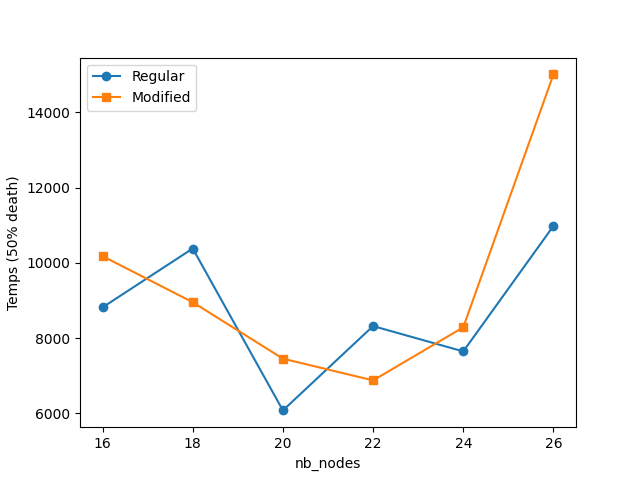 Regular
Modified
14000
12000
10000
8000
6000
Temps (50% death)
16 18 20 22 24 26
nb_nodes